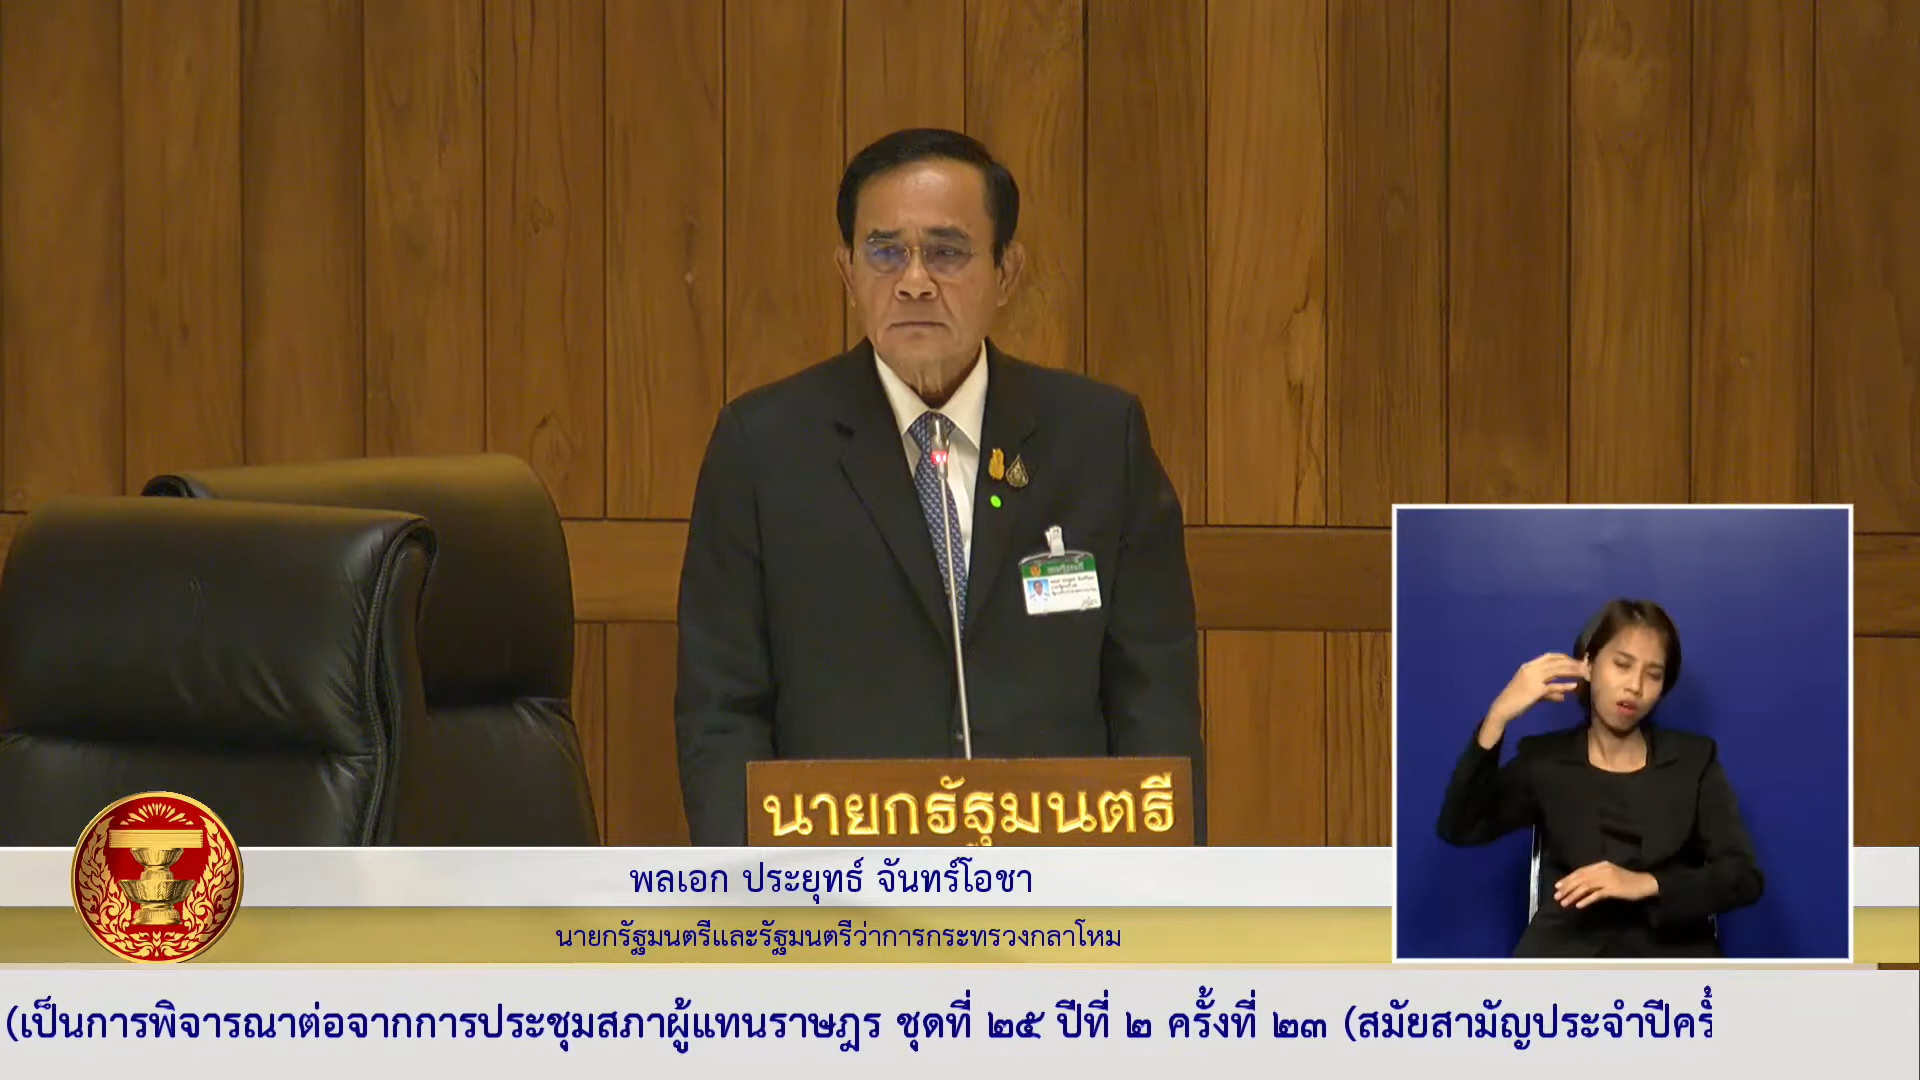 นายกรัฐมนตรี
พลเอก ประยุทธ์ จันทร์โอชา
นายกรัฐมนตรีและรัฐมนตรีว่าการกระทรวงกลาโหม
(เป็นการพิจารณาต่อจากการประชุมสภาผู้แทนราษฎร ชุดที่ ๒๕ ปีที่ ๒ ครั้งที่ ๒๓ (สมัยสามัญประจำปีครั้